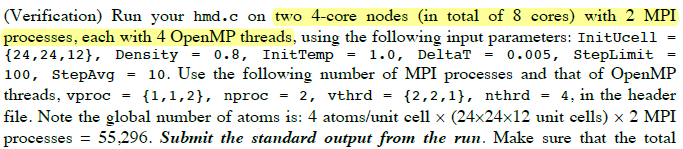 (Verification) Run your hmd.c on two 4-core nodes (in total of 8 cores) with 2 MPI
processes, each with 4 OpenMP threads, using the following input parameters: InitUcell =
{24,24,12}, Density = 0.8, InitTemp = 1.0, DeltaT = 0.005, StepLimit =
100, StepAvg = 10. Use the following number of MPI processes and that of OpenMP
threads, vproc = {1,1,2}, nproc = 2, vthrd = {2,2,1}, nthrd = 4, in the header
file. Note the global number of atoms is: 4 atoms/unit cell × (24×24×12 unit cells) × 2 MPI
processes = 55,296. Submit the standard output from the run. Make sure that the total